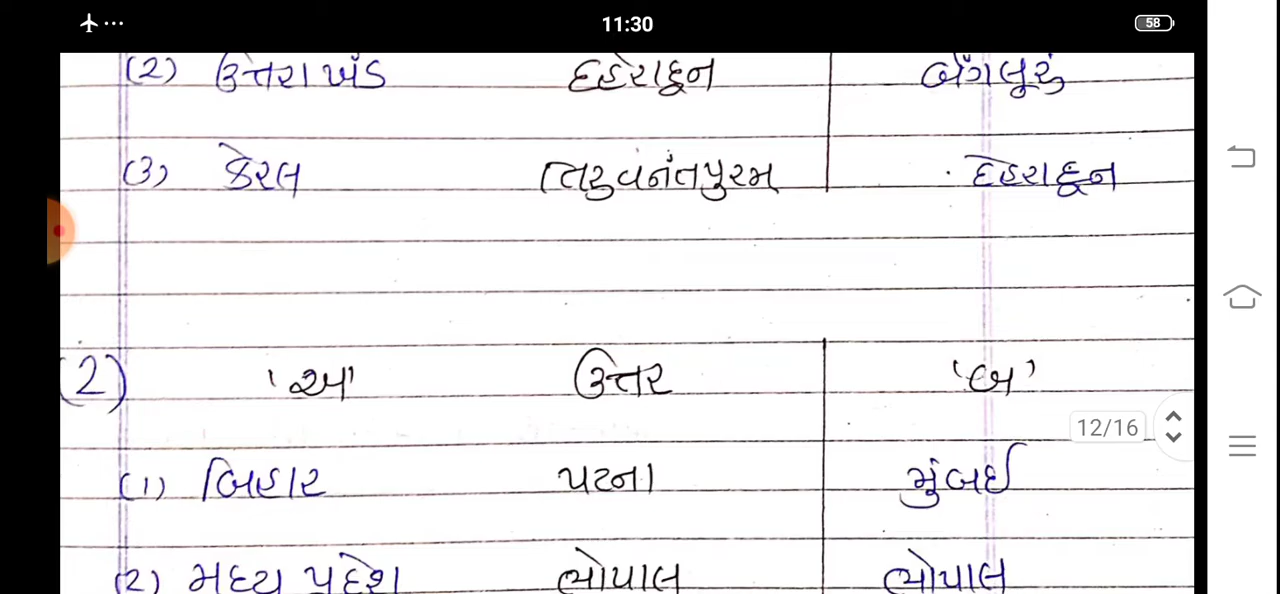 11:30
58
(2) ઉત્તરાખંડ દહેરાદૂન બેંગલૂરું
(3) કેરલ તિરુવનંતપુરમ દેહરાદૂન
(2) 'અ' ઉત્તર 'બ'
12/16
(1) બિહાર પટના મુંબઈ
(2) મધ્ય પ્રદેશ ભોપાલ ભોપાલ